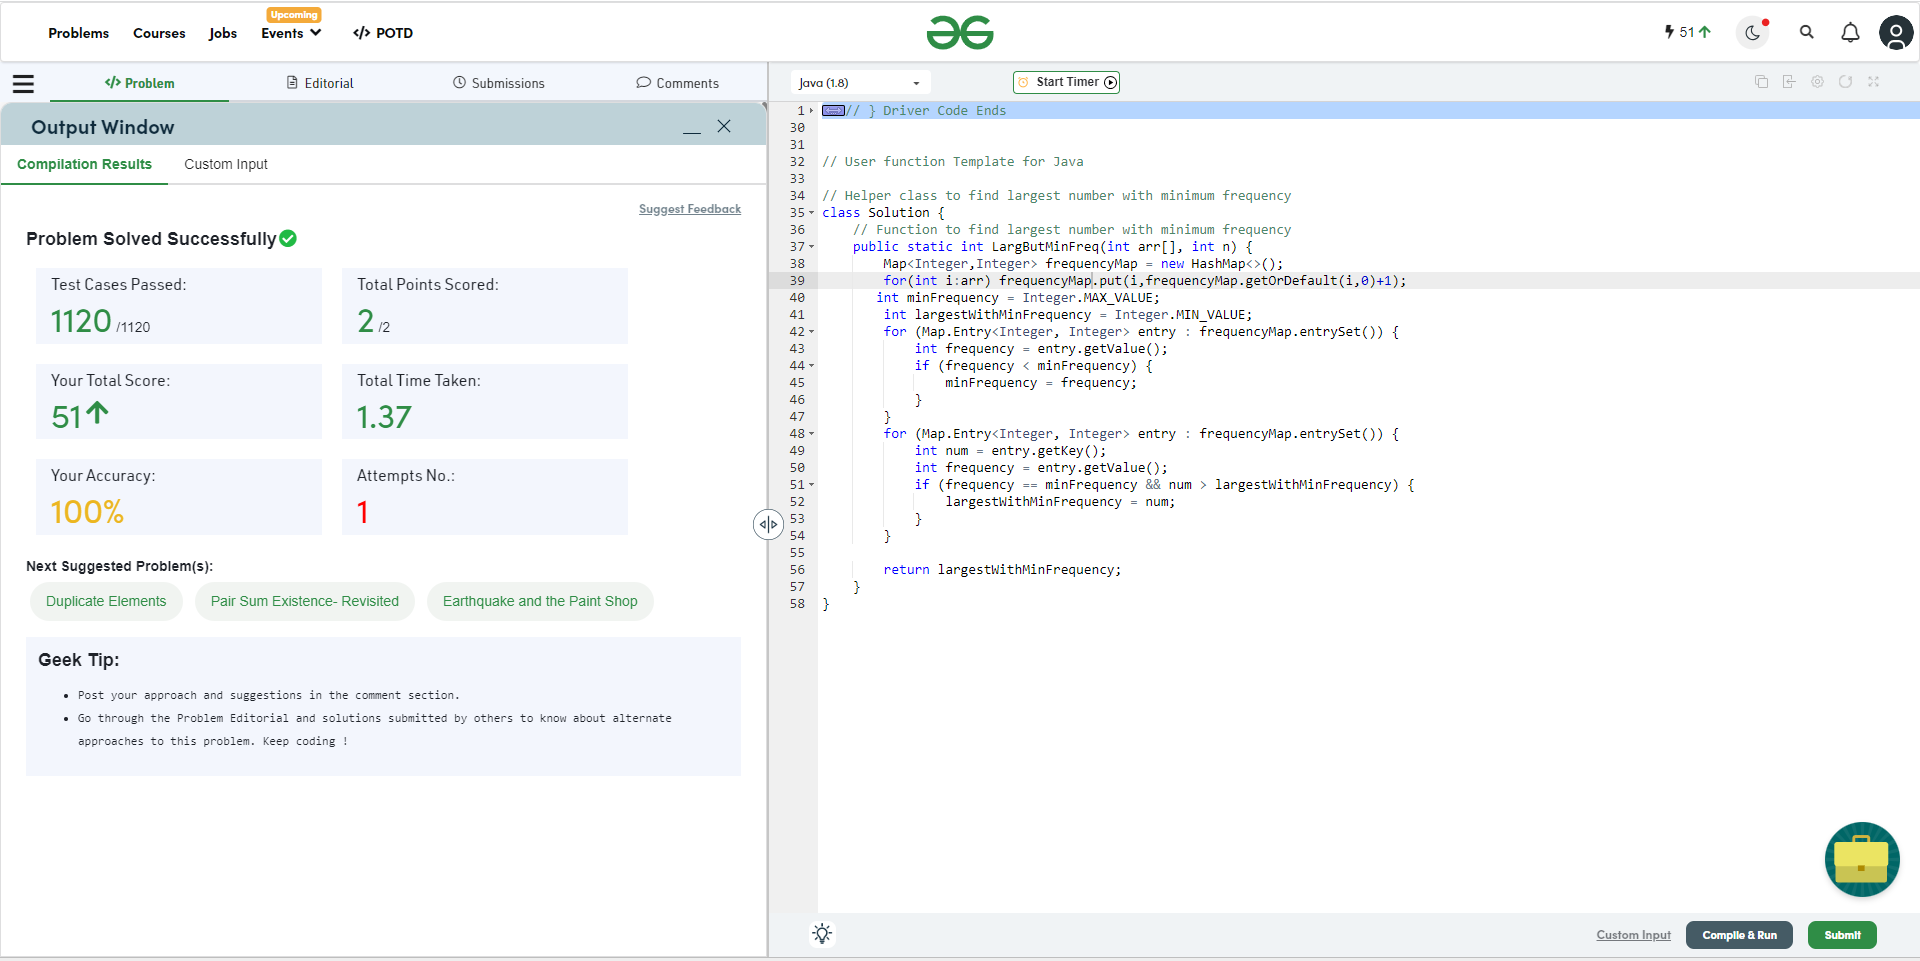 Problems Courses Jobs Upcoming Events </> POTD
51
</> Problem Editorial Submissions Comments
Output Window
Compilation Results Custom Input
Suggest Feedback
Problem Solved Successfully
Test Cases Passed: Total Points Scored:
1120 /1120 2 /2
Your Total Score: Total Time Taken:
51 1.37
Your Accuracy: Attempts No.:
100% 1
Next Suggested Problem(s):
Duplicate Elements Pair Sum Existence- Revisited Earthquake and the Paint Shop
Geek Tip:
• Post your approach and suggestions in the comment section.
• Go through the Problem Editorial and solutions submitted by others to know about alternate
approaches to this problem. Keep coding !
Java (1.8) Start Timer
1 // } Driver Code Ends
30
31
32 // User function Template for Java
33
34 // Helper class to find largest number with minimum frequency
35 class Solution {
36 // Function to find largest number with minimum frequency
37 public static int LargButMinFreq(int arr[], int n) {
38 Map<Integer,Integer> frequencyMap = new HashMap<>();
39 for(int i:arr) frequencyMap.put(i,frequencyMap.getOrDefault(i,0)+1);
40 int minFrequency = Integer.MAX_VALUE;
41 int largestWithMinFrequency = Integer.MIN_VALUE;
42 for (Map.Entry<Integer, Integer> entry : frequencyMap.entrySet()) {
43 int frequency = entry.getValue();
44 if (frequency < minFrequency) {
45 minFrequency = frequency;
46 }
47 }
48 for (Map.Entry<Integer, Integer> entry : frequencyMap.entrySet()) {
49 int num = entry.getKey();
50 int frequency = entry.getValue();
51 if (frequency == minFrequency && num > largestWithMinFrequency) {
52 largestWithMinFrequency = num;
53 }
54 }
55
56 return largestWithMinFrequency;
57 }
58 }
Custom Input Compile & Run Submit